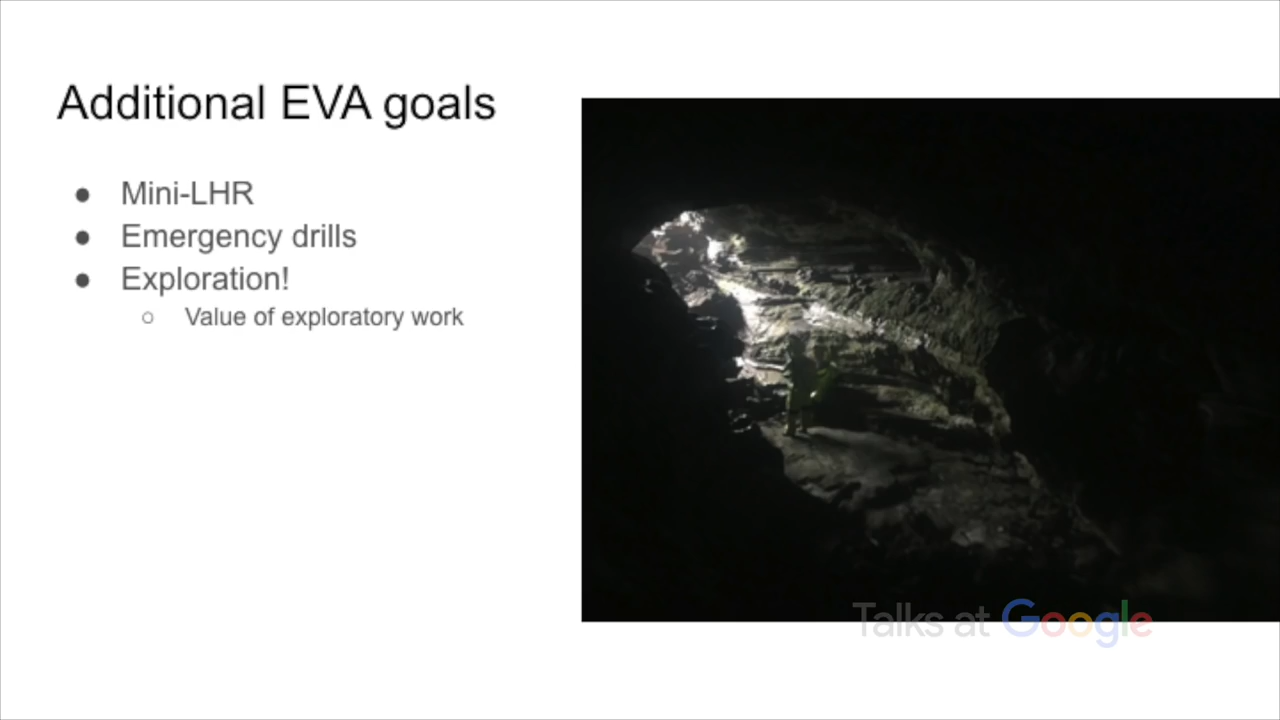 Additional EVA goals
● Mini-LHR
● Emergency drills
● Exploration!
○ Value of exploratory work
Talks at Google